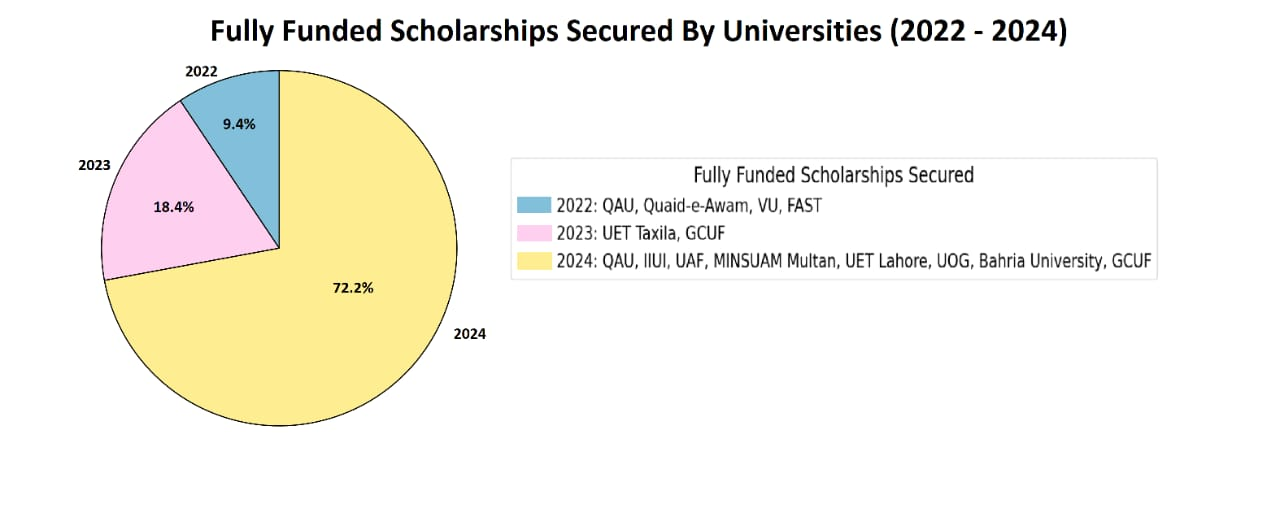 Fully Funded Scholarships Secured By Universities (2022 - 2024)
2022
9.4%
2023
18.4%
72.2%
2024
Fully Funded Scholarships Secured
2022: QAU, Quaid-e-Awam, VU, FAST
2023: UET Taxila, GCUF
2024: QAU, IIUI, UAF, MINSUAM Multan, UET Lahore, UOG, Bahria University, GCUF